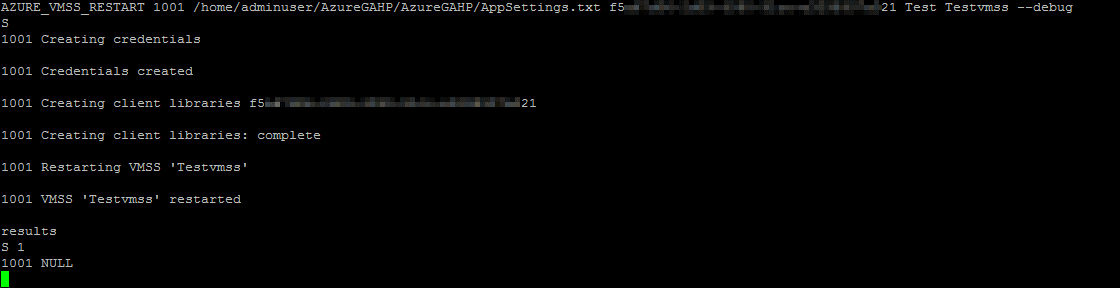 AZURE_VMSS_RESTART 1001 /home/adminuser/AzureGAHP/AzureGAHP/AppSettings.txt f5 21 Test Testvmss --debug
S
1001 Creating credentials
1001 Credentials created
1001 Creating client libraries f5 21
1001 Creating client libraries: complete
1001 Restarting VMSS 'Testvmss'
1001 VMSS 'Testvmss' restarted
results
S 1
1001 NULL